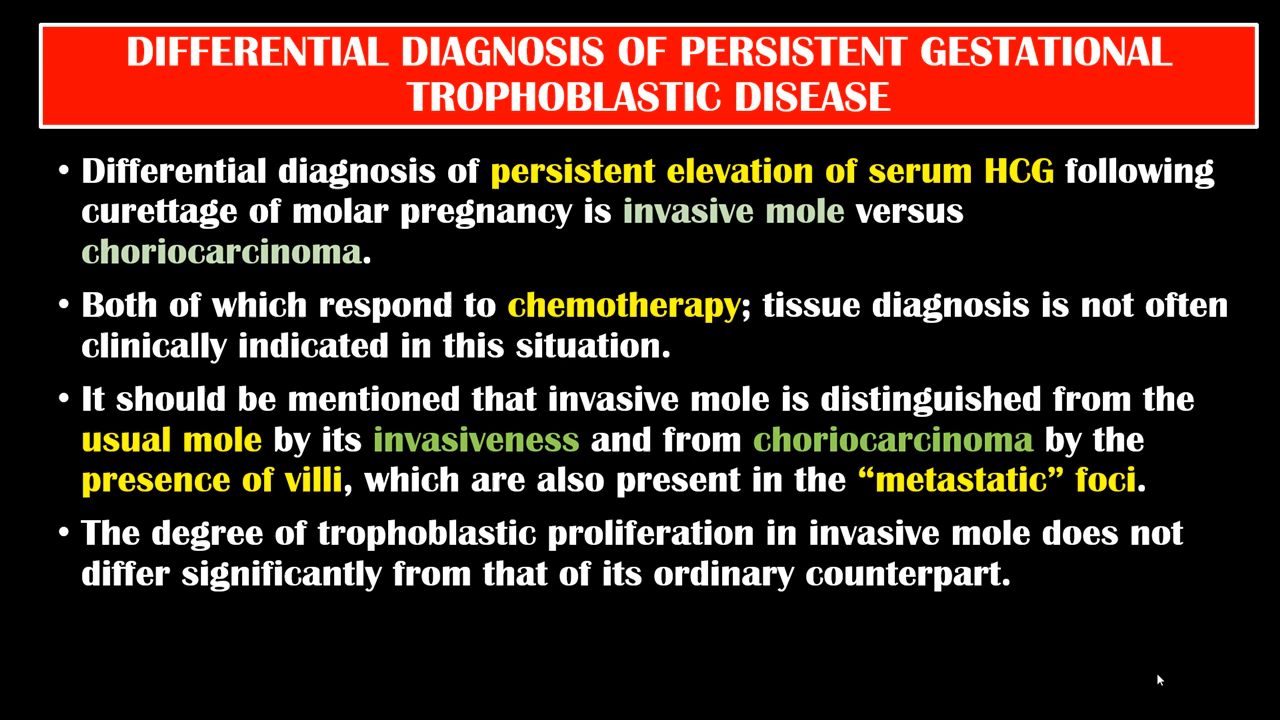 DIFFERENTIAL DIAGNOSIS OF PERSISTENT GESTATIONAL
TROPHOBLASTIC DISEASE
• Differential diagnosis of persistent elevation of serum HCG following
curettage of molar pregnancy is invasive mole versus
choriocarcinoma.
• Both of which respond to chemotherapy; tissue diagnosis is not often
clinically indicated in this situation.
• It should be mentioned that invasive mole is distinguished from the
usual mole by its invasiveness and from choriocarcinoma by the
presence of villi, which are also present in the “metastatic” foci.
• The degree of trophoblastic proliferation in invasive mole does not
differ significantly from that of its ordinary counterpart.